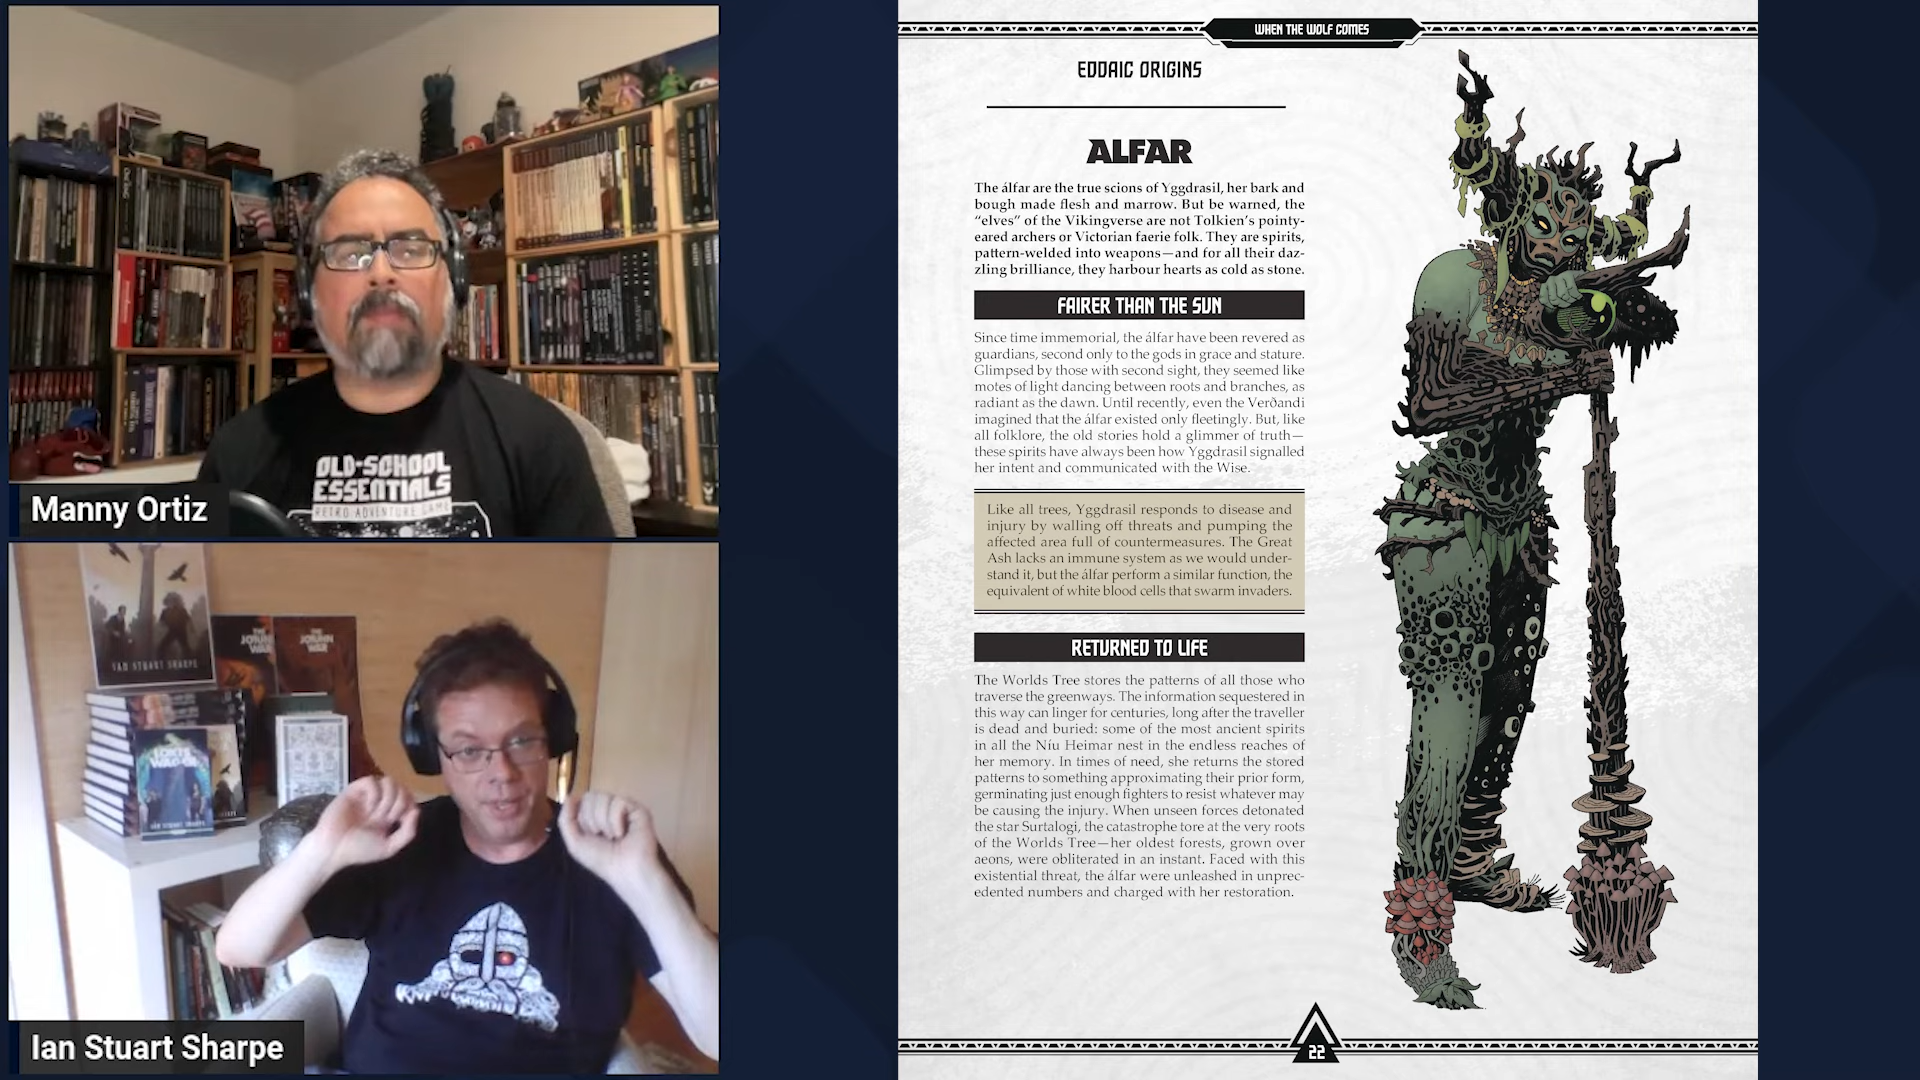 OLD-SCHOOL
ESSENTIALS
RETRO ADVENTURE GAME
Manny Ortiz
IAN STUART SHARPE
THE
JOTUNN
WAR
THE
JOTUNN
WAR
Ian Stuart Sharpe
WHEN THE WOLF COMES
EDDAIC ORIGINS
ALFAR
The álfar are the true scions of Yggdrasil, her bark and
bough made flesh and marrow. But be warned, the
“elves” of the Vikingverse are not Tolkien’s pointy-
eared archers or Victorian faerie folk. They are spirits,
pattern-welded into weapons—and for all their daz-
zling brilliance, they harbour hearts as cold as stone.
FAIRER THAN THE SUN
Since time immemorial, the álfar have been revered as
guardians, second only to the gods in grace and stature.
Glimpsed by those with second sight, they seemed like
motes of light dancing between roots and branches, as
radiant as the dawn. Until recently, even the Verðandi
imagined that the álfar existed only fleetingly. But, like
all folklore, the old stories hold a glimmer of truth—
these spirits have always been how Yggdrasil signalled
her intent and communicated with the Wise.
Like all trees, Yggdrasil responds to disease and
injury by walling off threats and pumping the
affected area full of countermeasures. The Great
Ash lacks an immune system as we would under-
stand it, but the álfar perform a similar function, the
equivalent of white blood cells that swarm invaders.
RETURNED TO LIFE
The Worlds Tree stores the patterns of all those who
traverse the greenways. The information sequestered in
this way can linger for centuries, long after the traveller
is dead and buried: some of the most ancient spirits
in all the Níu Heimar nest in the endless reaches of
her memory. In times of need, she returns the stored
patterns to something approximating their prior form,
germinating just enough fighters to resist whatever may
be causing the injury. When unseen forces detonated
the star Surtalogi, the catastrophe tore at the very roots
of the Worlds Tree—her oldest forests, grown over
aeons, were obliterated in an instant. Faced with this
existential threat, the álfar were unleashed in unprec-
edented numbers and charged with her restoration.
22